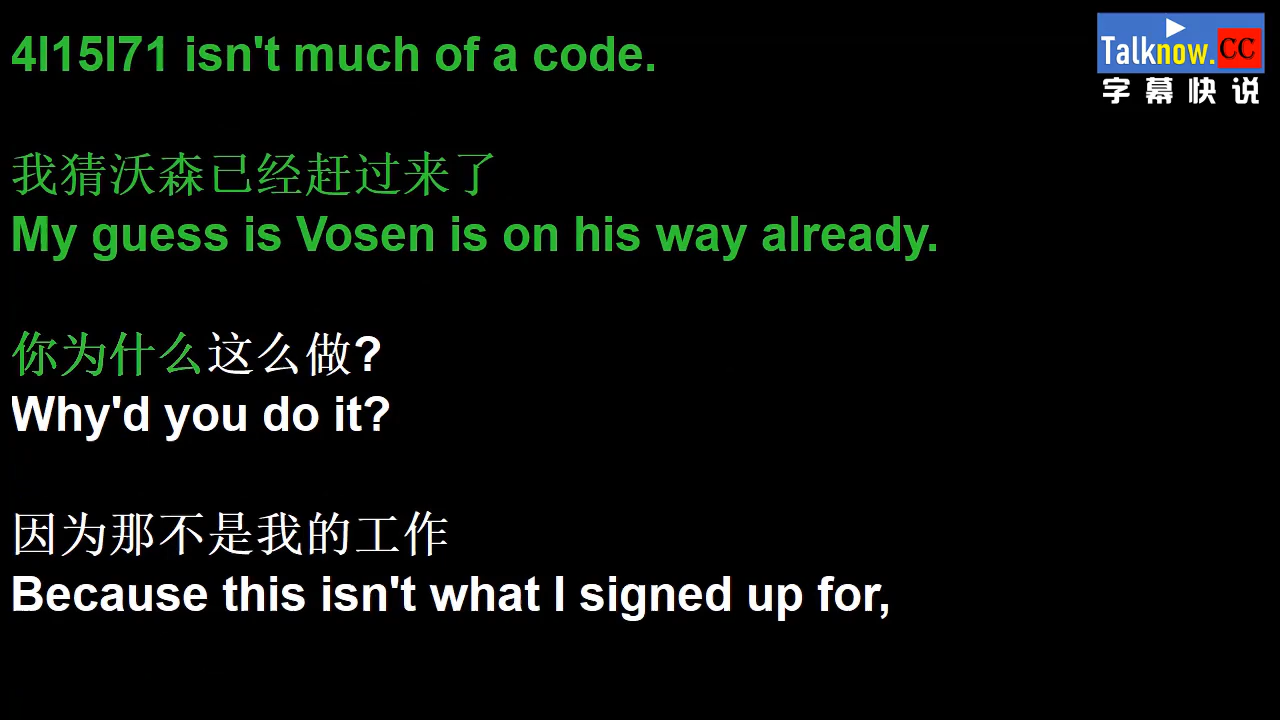 4l15l71 isn't much of a code.
Talknow.CC
字幕快说
我猜沃森已经赶过来了
My guess is Vosen is on his way already.
你为什么这么做?
Why'd you do it?
因为那不是我的工作
Because this isn't what I signed up for,